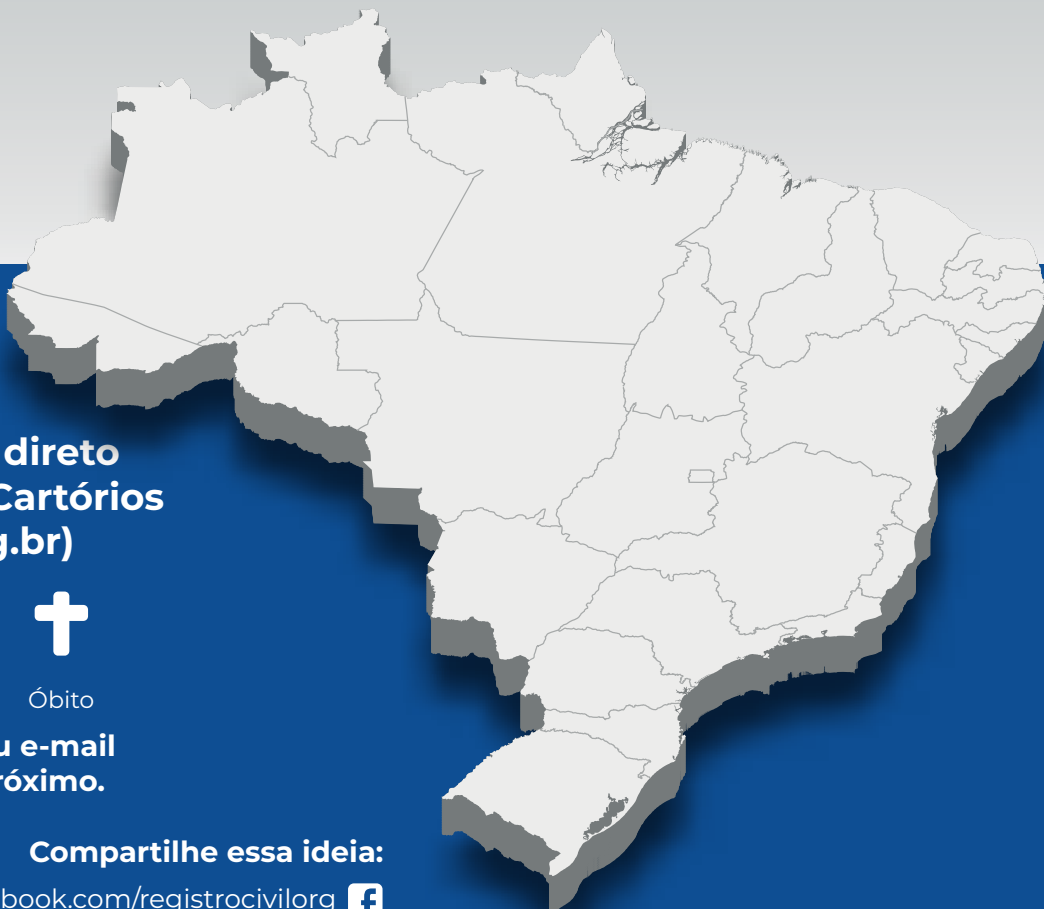 direto
Cartórios
g.br)
Óbito
u e-mail
róximo.
Compartilhe essa ideia:
book.com/registrocivilorg